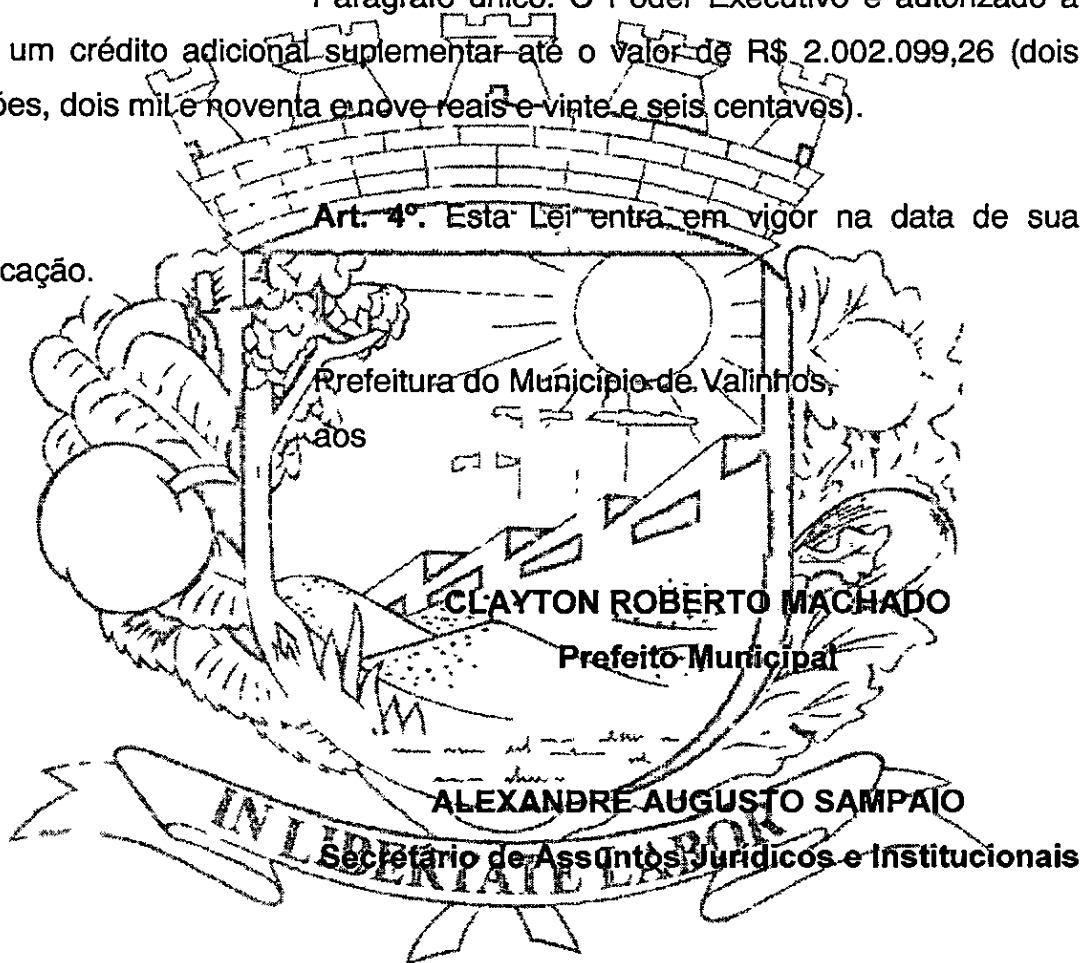 Parágrafo único. O Poder Executivo é autorizado a
um crédito adicional suplementar até o valor de R$ 2.002.099,26 (dois
ões, dois mil e noventa e nove reais e vinte e seis centavos).
Art. 4º. Esta Lei entra em vigor na data de sua
cação.
Prefeitura do Município de Valinhos,
aos
CLAYTON ROBERTO MACHADO
Prefeito Municipal
ALEXANDRE AUGUSTO SAMPAIO
Secretário de Assuntos Jurídicos e Institucionais
IN LIBERTATE LABOR